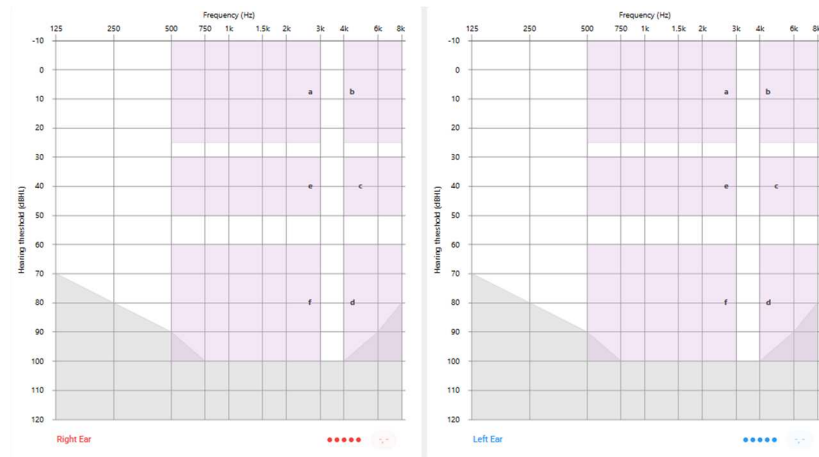 Frequency (Hz)
125 250 500 750 1k 1.5k 2k 3k 4k 6k 8k
-10
0
10
20
30
40
50
60
70
80
90
100
110
120
Hearing threshold (dBHL)
a b
e c
f d
Right Ear
Frequency (Hz)
125 250 500 750 1k 1.5k 2k 3k 4k 6k 8k
-10
0
10
20
30
40
50
60
70
80
90
100
110
120
Hearing threshold (dBHL)
a b
e c
f d
Left Ear